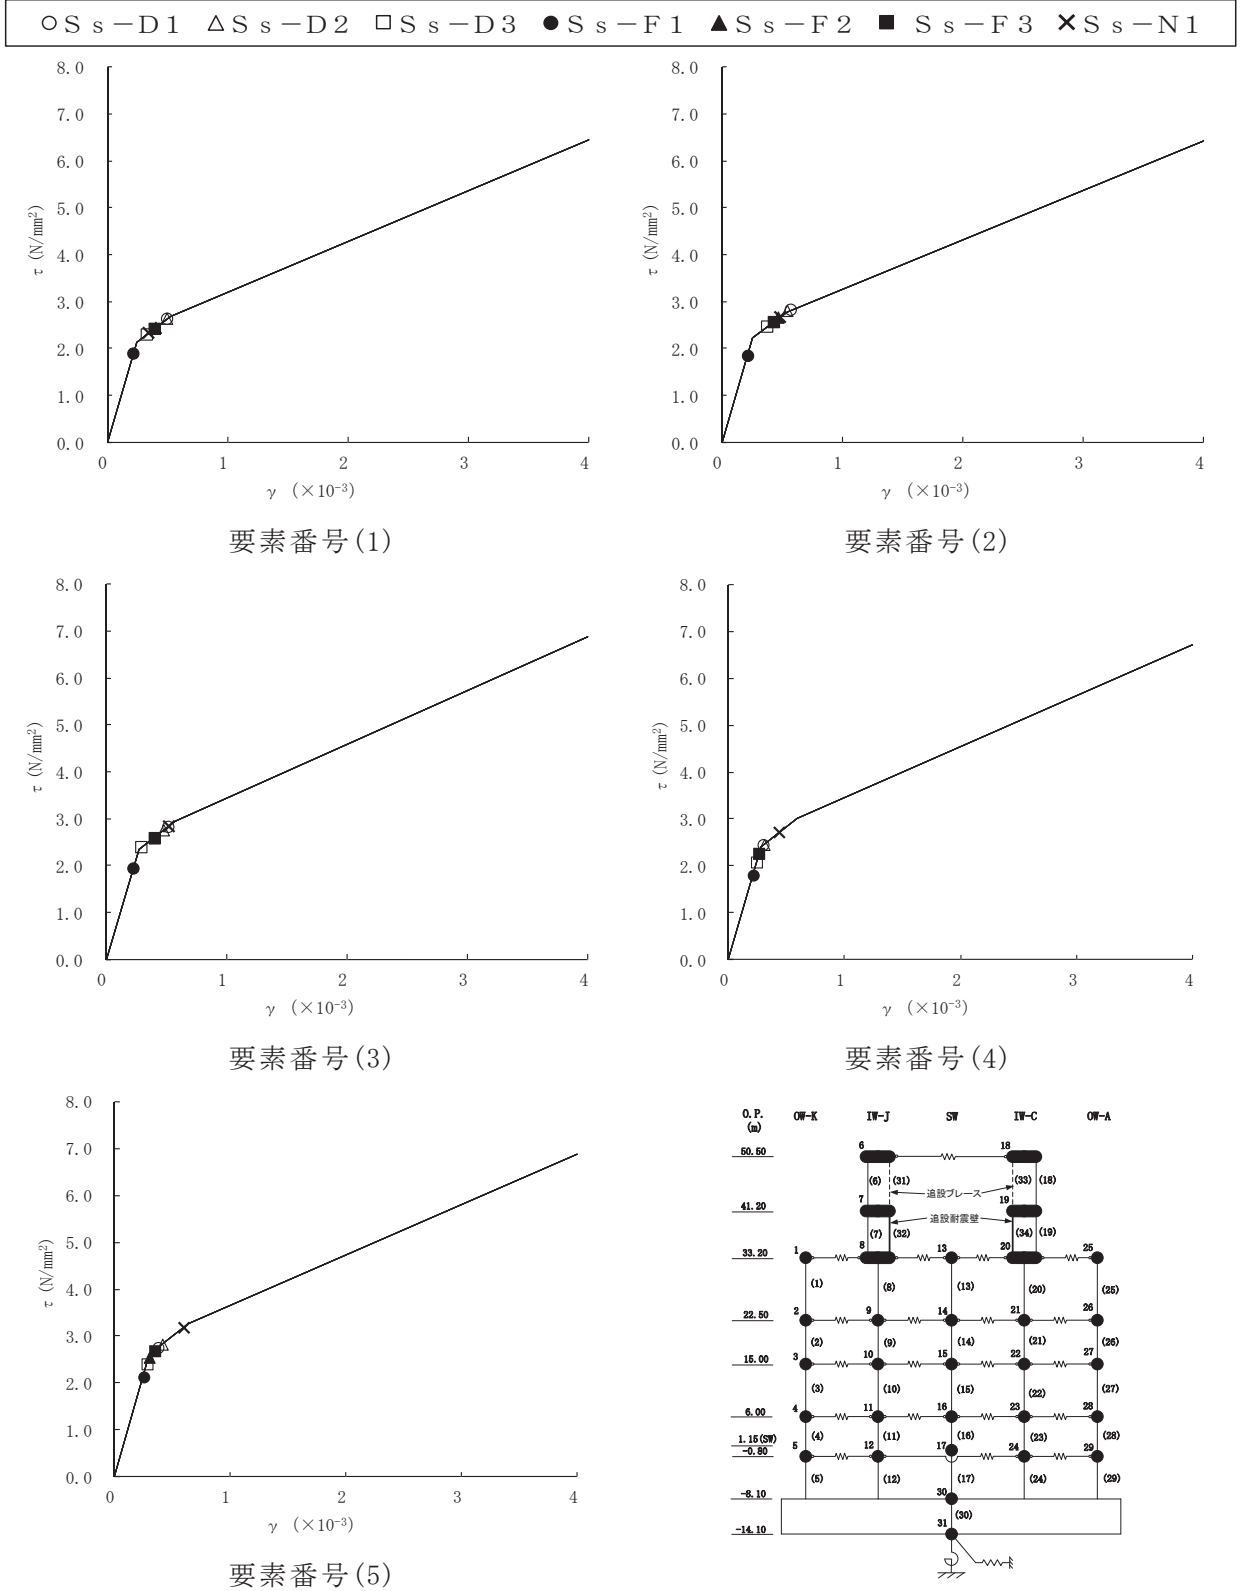 ○Ｓｓ−Ｄ１ △Ｓｓ−Ｄ２ □Ｓｓ−Ｄ３ ●Ｓｓ−Ｆ１ ▲Ｓｓ−Ｆ２ ■ Ｓｓ−Ｆ３ ×Ｓｓ−Ｎ１
8.0
7.0
6.0
5.0
4.0
3.0
2.0
1.0
0.0
τ (N/mm²)
0 1 2 3 4
γ (×10⁻³)
要素番号(1)
8.0
7.0
6.0
5.0
4.0
3.0
2.0
1.0
0.0
τ (N/mm²)
0 1 2 3 4
γ (×10⁻³)
要素番号(2)
8.0
7.0
6.0
5.0
4.0
3.0
2.0
1.0
0.0
τ (N/mm²)
0 1 2 3 4
γ (×10⁻³)
要素番号(3)
8.0
7.0
6.0
5.0
4.0
3.0
2.0
1.0
0.0
τ (N/mm²)
0 1 2 3 4
γ (×10⁻³)
要素番号(4)
8.0
7.0
6.0
5.0
4.0
3.0
2.0
1.0
0.0
τ (N/mm²)
0 1 2 3 4
γ (×10⁻³)
要素番号(5)
O.P. OW-K IW-J SW IW-C OW-A
(m)
50.50 6 18
(6) (31) (33) (18)
追設ブレース
41.20 7 19
追設耐震壁
(7) (32) (34) (19)
33.20 1 8 13 20 25
(1) (8) (13) (20) (25)
22.50 2 9 14 21 26
(2) (9) (14) (21) (26)
15.00 3 10 15 22 27
(3) (10) (15) (22) (27)
6.00 4 11 16 23 28
(4) (11) (16) (23) (28)
1.15(SW) 17
-0.80 5 12 24 29
(5) (12) (17) (24) (29)
-8.10 30
(30)
-14.10 31